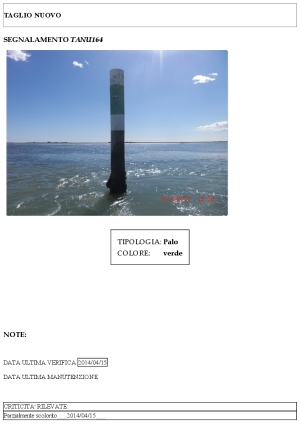 TAGLIO NUOVO
SEGNALAMENTO TANU164
TIPOLOGIA: Palo
COLORE: verde
NOTE:
DATA ULTIMA VERIFICA 2014/04/15
DATA ULTIMA MANUTENZIONE
CRITICITA' RILEVATE
Parzialmente scolorito 2014/04/15